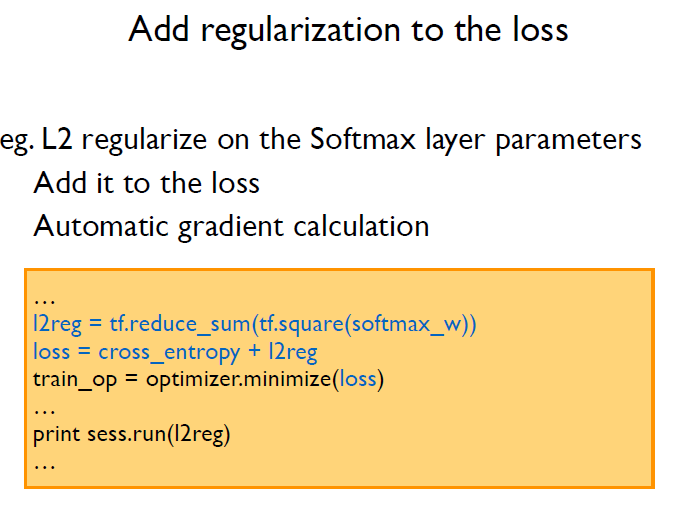 Add regularization to the loss
eg. L2 regularize on the Softmax layer parameters
Add it to the loss
Automatic gradient calculation
…
l2reg = tf.reduce_sum(tf.square(softmax_w))
loss = cross_entropy + l2reg
train_op = optimizer.minimize(loss)
…
print sess.run(l2reg)
…